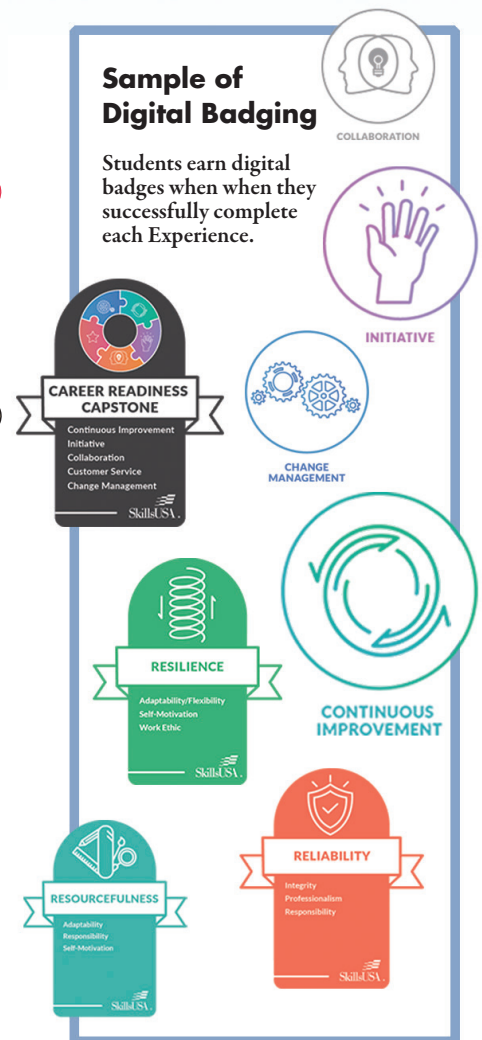 Sample of
Digital Badging
Students earn digital
badges when when they
successfully complete
each Experience.
COLLABORATION
INITIATIVE
CAREER READINESS
CAPSTONE
Continuous Improvement
Initiative
Collaboration
Customer Service
Change Management
SkillsUSA.
CHANGE
MANAGEMENT
RESILIENCE
Adaptability/Flexibility
Self-Motivation
Work Ethic
SkillsUSA.
CONTINUOUS
IMPROVEMENT
RELIABILITY
Integrity
Professionalism
Responsibility
SkillsUSA.
RESOURCEFULNESS
Adaptability
Responsibility
Self-Motivation
SkillsUSA.